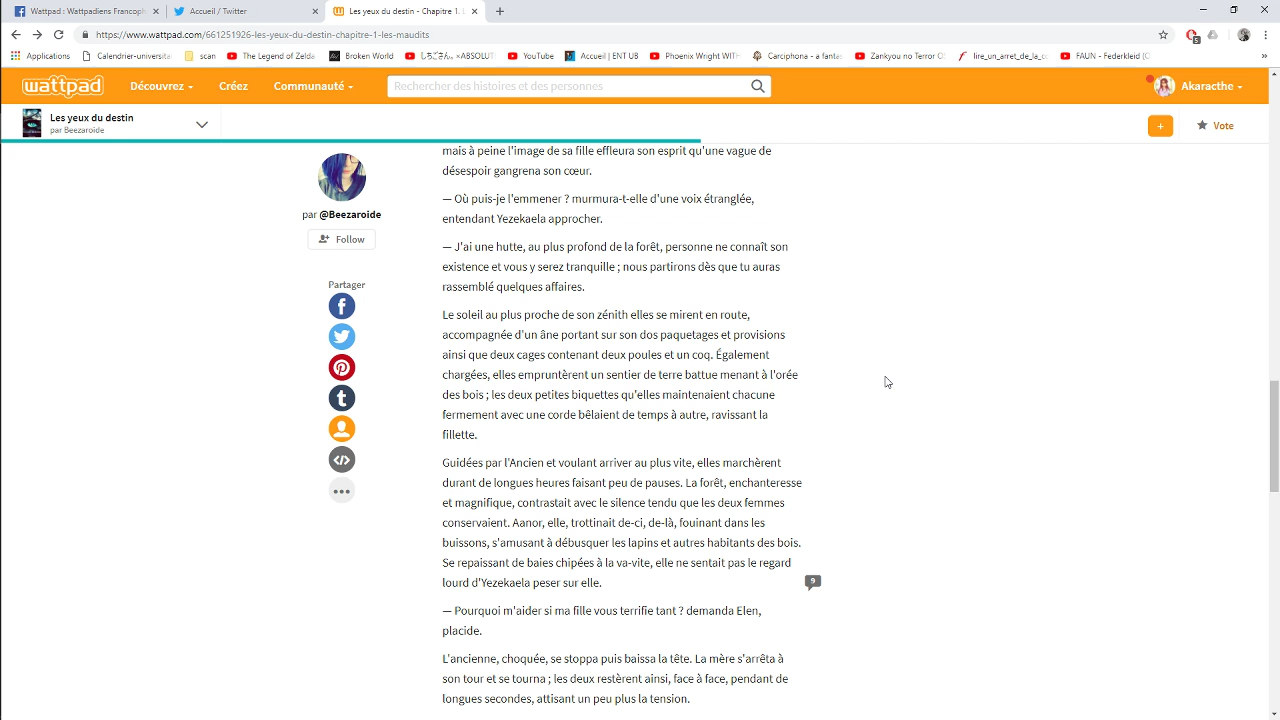 Wattpad : Wattpadiens Francoph
Accueil / Twitter
Les yeux du destin - Chapitre 1. L
https://www.wattpad.com/661251926-les-yeux-du-destin-chapitre-1-les-maudits
Applications
Calendrier-universita
scan
The Legend of Zelda
Broken World
しちごさん。×ABSOLUT
YouTube
Accueil | ENT UB
Phoenix Wright WITH
Carciphona - a fantas
Zankyou no Terror OS
lire_un_arret_de_la_co
FAUN - Federkleid (O
»
5
wattpad
Découvrez
Créez
Communauté
Rechercher des histoires et des personnes
Akaracthe
Les yeux du destin
par Beezaroide
+
Vote
par @Beezaroide
Follow
Partager
mais à peine l'image de sa fille effleura son esprit qu'une vague de
désespoir gangrena son cœur.
— Où puis-je l'emmener ? murmura-t-elle d'une voix étranglée,
entendant Yezekaela approcher.
— J'ai une hutte, au plus profond de la forêt, personne ne connaît son
existence et vous y serez tranquille ; nous partirons dès que tu auras
rassemblé quelques affaires.
Le soleil au plus proche de son zénith elles se mirent en route,
accompagnée d'un âne portant sur son dos paquetages et provisions
ainsi que deux cages contenant deux poules et un coq. Également
chargées, elles empruntèrent un sentier de terre battue menant à l'orée
des bois ; les deux petites biquettes qu'elles maintenaient chacune
fermement avec une corde bêlaient de temps à autre, ravissant la
fillette.
Guidées par l'Ancien et voulant arriver au plus vite, elles marchèrent
durant de longues heures faisant peu de pauses. La forêt, enchanteresse
et magnifique, contrastait avec le silence tendu que les deux femmes
conservaient. Aanor, elle, trottinait de-ci, de-là, fouinant dans les
buissons, s'amusant à débusquer les lapins et autres habitants des bois.
Se repaissant de baies chipées à la va-vite, elle ne sentait pas le regard
lourd d'Yezekaela peser sur elle.
9
— Pourquoi m'aider si ma fille vous terrifie tant ? demanda Elen,
placide.
L'ancienne, choquée, se stoppa puis baissa la tête. La mère s'arrêta à
son tour et se tourna ; les deux restèrent ainsi, face à face, pendant de
longues secondes, attisant un peu plus la tension.